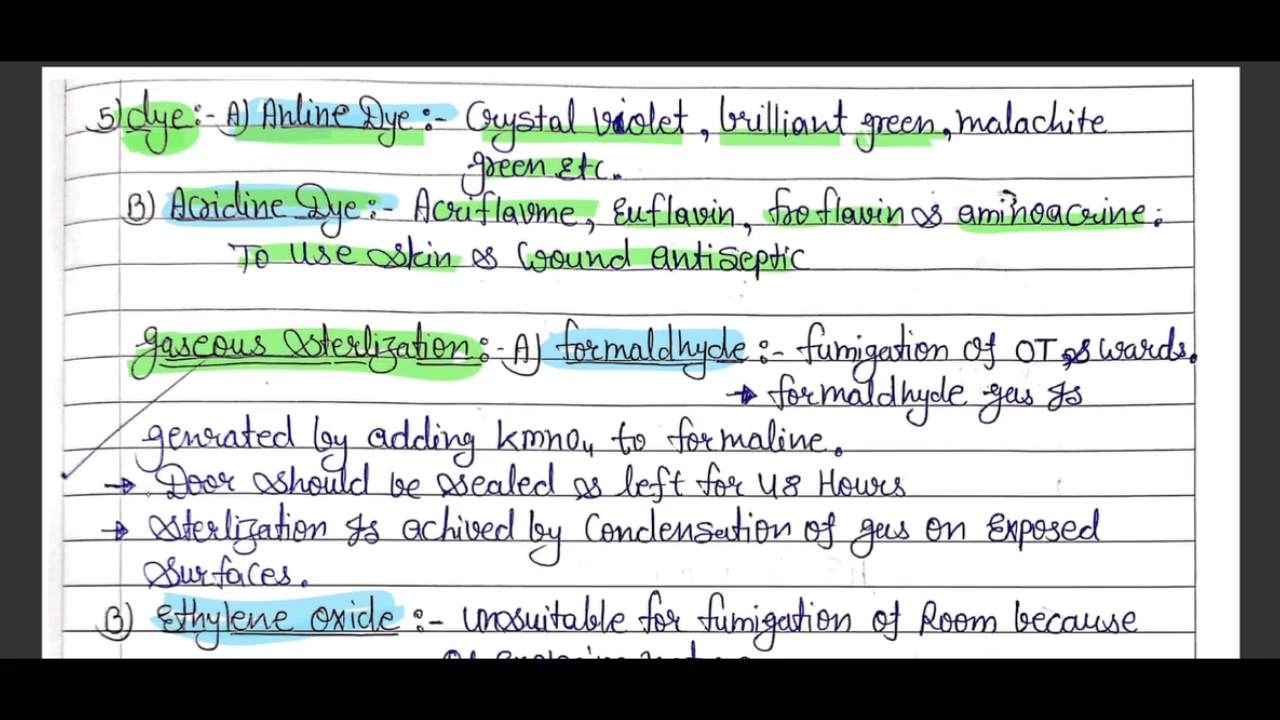 5) dye :- A) Anline Dye :- Crystal violet, brilliant green, malachite
green etc.
B) Acridine Dye :- Acriflavme, Euflavin, Proflavin & aminoacrine.
To use skin & wound antiseptic
gaseous sterlization :- A) formaldhyde :- fumigation of OT & wards.
→ formaldhyde gas Is
genrated by adding kmno4 to formaline.
→ Door should be sealed & left for 48 Hours
→ sterlization Is achived by Condensation of gas on Exposed
surfaces.
B) Ethylene oxide :- unsuitable for fumigation of Room because